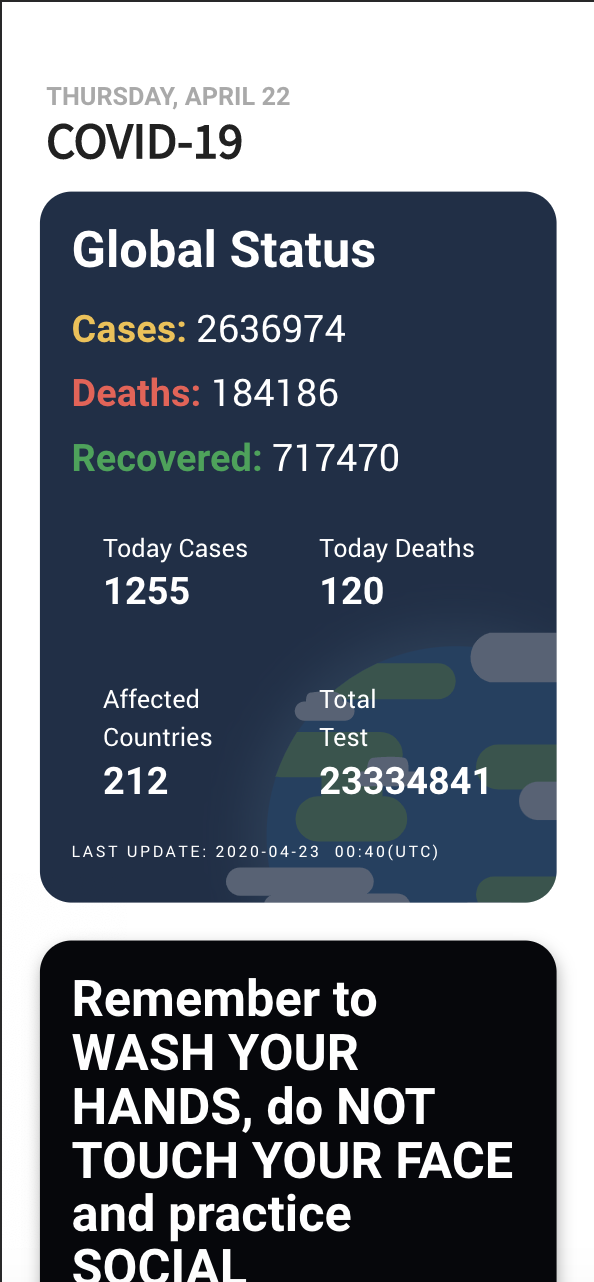 THURSDAY, APRIL 22
COVID-19
Global Status
Cases: 2636974
Deaths: 184186
Recovered: 717470
Today Cases
1255
Today Deaths
120
Affected
Countries
212
Total
Test
23334841
LAST UPDATE: 2020-04-23 00:40(UTC)
Remember to
WASH YOUR
HANDS, do NOT
TOUCH YOUR FACE
and practice
SOCIAL